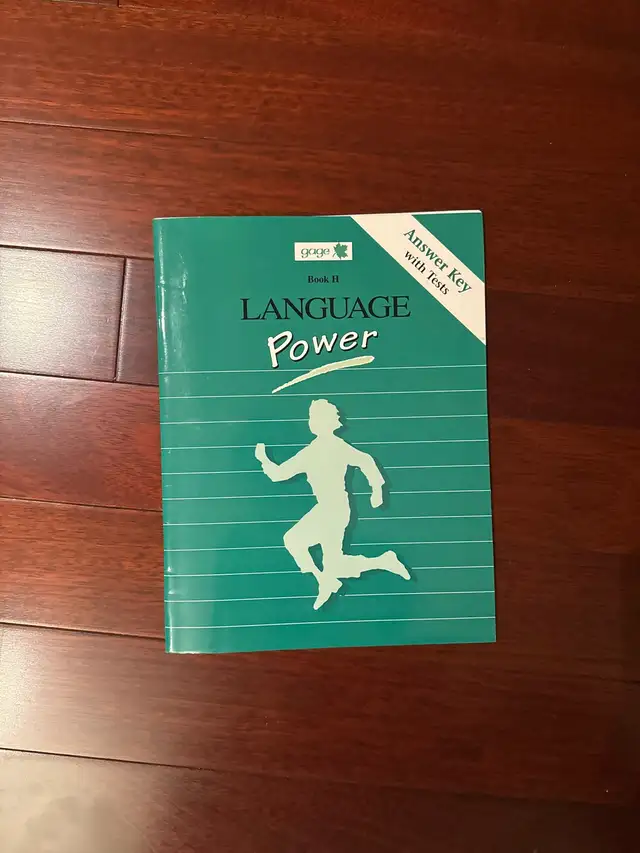 gage
Answer Key
with Tests
Book H
LANGUAGE
Power